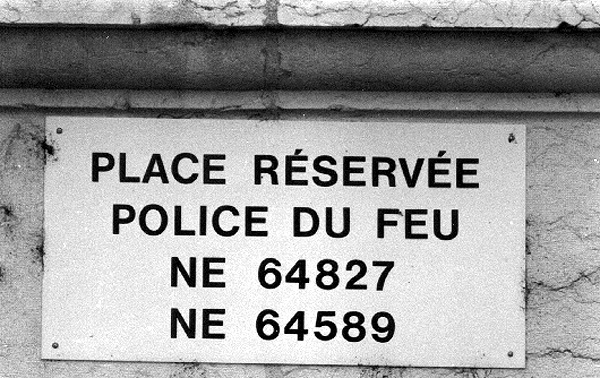 PLACE RÉSERVÉE
POLICE DU FEU
NE 64827
NE 64589